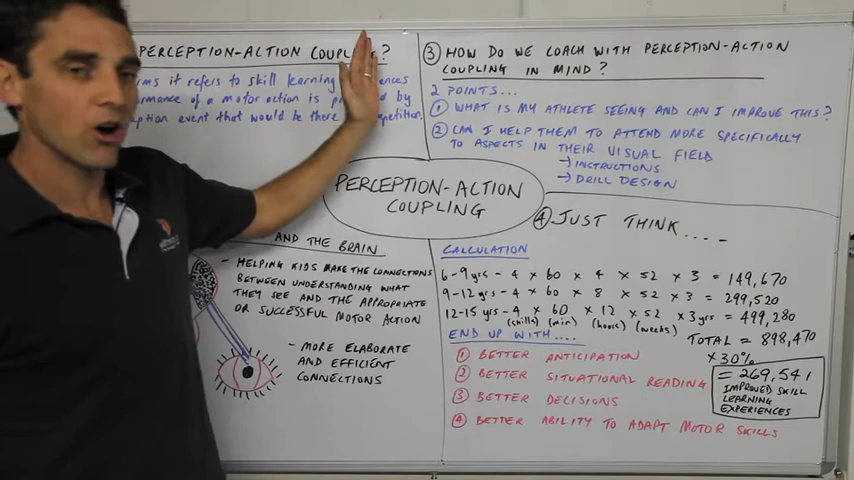 PERCEPTION-ACTION COUPL ?
rms it refers to skill learning ences
ormance of a motor action is by
ption event that would be there competition.
PERCEPTION-ACTION
COUPLING
③ HOW DO WE COACH WITH PERCEPTION-ACTION
COUPLING IN MIND?
2 POINTS...
① WHAT IS MY ATHLETE SEEING AND CAN I IMPROVE THIS?
② CAN I HELP THEM TO ATTEND MORE SPECIFICALLY
TO ASPECTS IN THEIR VISUAL FIELD
→ INSTRUCTIONS
→ DRILL DESIGN
AND THE BRAIN
- HELPING KIDS MAKE THE CONNECTIONS
BETWEEN UNDERSTANDING WHAT
THEY SEE AND THE APPROPRIATE
OR SUCCESSFUL MOTOR ACTION
- MORE ELABORATE
AND EFFICIENT
CONNECTIONS
④ JUST THINK.....
CALCULATION
6-9 yrs - 4 × 60 × 4 × 52 × 3 = 149,670
9-12 yrs - 4 × 60 × 8 × 52 × 3 = 299,520
12-15 yrs - 4 × 60 × 12 × 52 × 3 yrs = 499,280
(skills) (min) (hours) (weeks)
TOTAL = 898,470
× 30%
= 269,541
IMPROVED SKILL
LEARNING
EXPERIENCES
END UP WITH....
① BETTER ANTICIPATION
② BETTER SITUATIONAL READING
③ BETTER DECISIONS
④ BETTER ABILITY TO ADAPT MOTOR SKILLS.